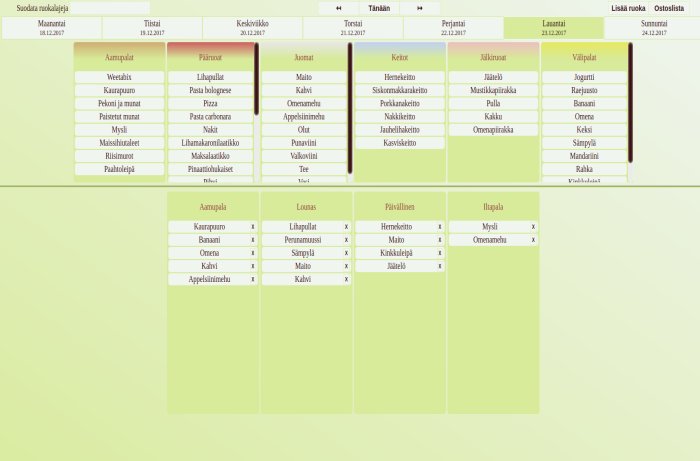 Suodata ruokalajeja
↤ Tänään ↦
Lisää ruoka Ostoslista
Maanantai Tiistai Keskiviikko Torstai Perjantai Lauantai Sunnuntai
18.12.2017 19.12.2017 20.12.2017 21.12.2017 22.12.2017 23.12.2017 24.12.2017
Aamupalat
Weetabix
Kaurapuuro
Pekoni ja munat
Paistetut munat
Mysli
Maissihiutaleet
Riisimurot
Paahtoleipä
Pääruoat
Lihapullat
Pasta bolognese
Pizza
Pasta carbonara
Nakit
Lihamakaronilaatikko
Maksalaatikko
Pinaattiohukaiset
Juomat
Maito
Kahvi
Omenamehu
Appelsiinimehu
Olut
Punaviini
Valkoviini
Tee
Keitot
Hernekeitto
Siskonmakkarakeitto
Porkkanakeitto
Nakkikeitto
Jauhelihakeitto
Kasviskeitto
Jälkiruoat
Jäätelö
Mustikkapiirakka
Pulla
Kakku
Omenapiirakka
Välipalat
Jogurtti
Raejuusto
Banaani
Omena
Keksi
Sämpylä
Mandariini
Rahka
Aamupala
Kaurapuuro x
Banaani x
Omena x
Kahvi x
Appelsiinimehu x
Lounas
Lihapullat x
Perunamuussi x
Sämpylä x
Maito x
Kahvi x
Päivällinen
Hernekeitto x
Maito x
Kinkkuleipä x
Jäätelö x
Iltapala
Mysli x
Omenamehu x